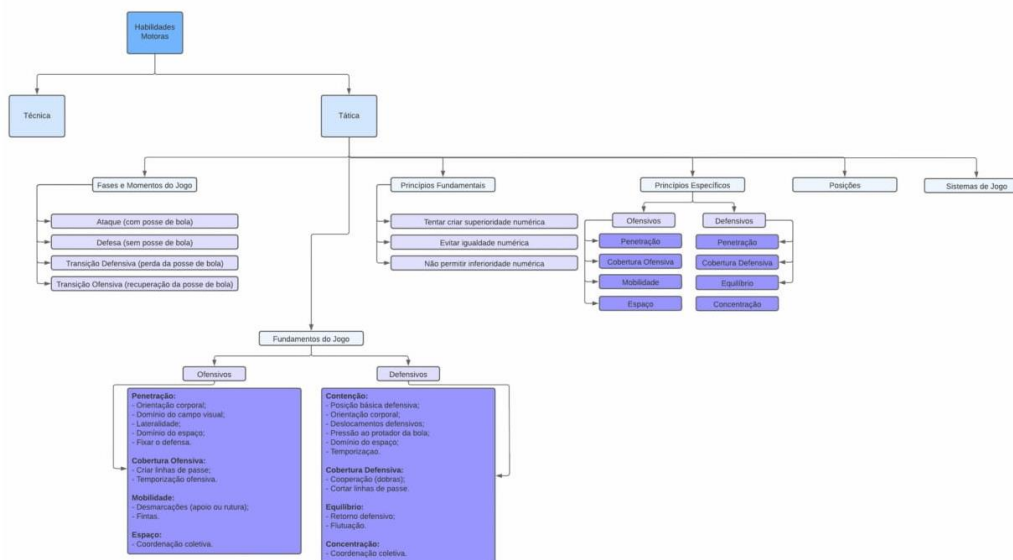 Habilidades
Motoras
Técnica
Tática
Fases e Momentos do Jogo
Ataque (com posse de bola)
Defesa (sem posse de bola)
Transição Defensiva (perda da posse de bola)
Transição Ofensiva (recuperação da posse de bola)
Princípios Fundamentais
Tentar criar superioridade numérica
Evitar igualdade numérica
Não permitir inferioridade numérica
Princípios Específicos
Ofensivos
Penetração
Cobertura Ofensiva
Mobilidade
Espaço
Defensivos
Penetração
Cobertura Defensiva
Equilíbrio
Concentração
Posições
Sistemas de Jogo
Fundamentos do Jogo
Ofensivos
Penetração:
- Orientação corporal;
- Domínio do campo visual;
- Lateralidade;
- Domínio do espaço;
- Fixar o defensa.
Cobertura Ofensiva:
- Criar linhas de passe;
- Temporização ofensiva.
Mobilidade:
- Desmarcações (apoio ou rutura);
- Fintas.
Espaço:
- Coordenação coletiva.
Defensivos
Contenção:
- Posição básica defensiva;
- Orientação corporal;
- Deslocamentos defensivos;
- Pressão ao protador da bola;
- Domínio do espaço;
- Temporizaçao.
Cobertura Defensiva:
- Cooperação (dobras);
- Cortar linhas de passe.
Equilíbrio:
- Retorno defensivo;
- Flutuação.
Concentração:
- Coordenação coletiva.